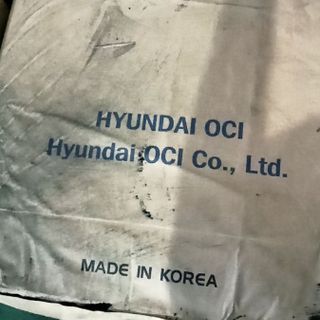 HYUNDAI OCI
Hyundai OCI Co., Ltd.
MADE IN KOREA